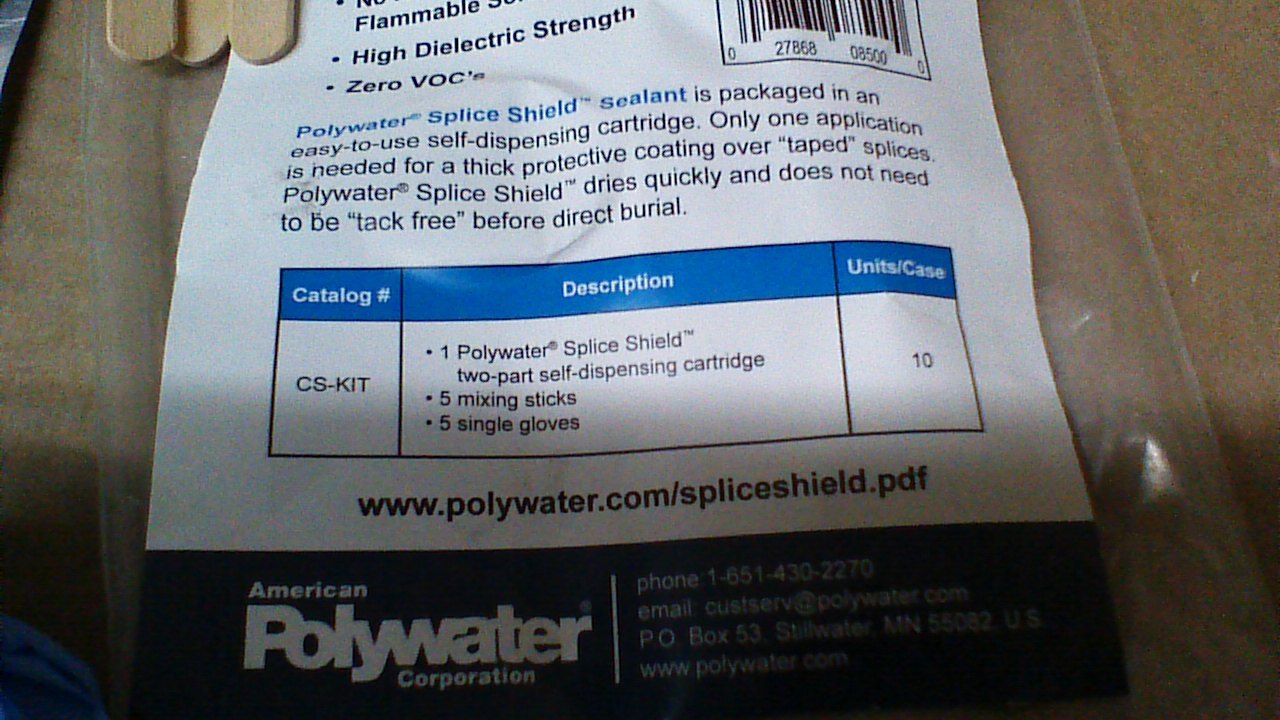 • No
Flammable
• High Dielectric Strength
• Zero VOC's
0 27868 08500 0
Polywater® Splice Shield™ Sealant is packaged in an
easy-to-use self-dispensing cartridge. Only one application
is needed for a thick protective coating over “taped” splices.
Polywater® Splice Shield™ dries quickly and does not need
to be “tack free” before direct burial.
Catalog # Description Units/Case
CS-KIT
• 1 Polywater® Splice Shield™
two-part self-dispensing cartridge
• 5 mixing sticks
• 5 single gloves
10
www.polywater.com/spliceshield.pdf
American
Polywater®
Corporation
phone 1-651-430-2270
email: custserv@polywater.com
P.O. Box 53, Stillwater, MN 55082 U.S.
www.polywater.com